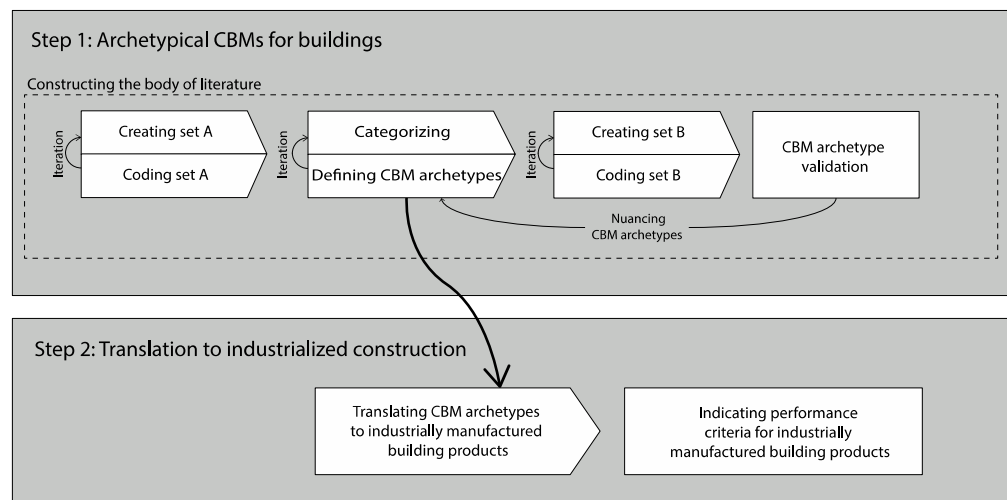 Step 1: Archetypical CBMs for buildings
Constructing the body of literature
Iteration
Creating set A
Coding set A
Iteration
Categorizing
Defining CBM archetypes
Iteration
Creating set B
Coding set B
CBM archetype
validation
Nuancing
CBM archetypes
Step 2: Translation to industrialized construction
Translating CBM archetypes
to industrially manufactured
building products
Indicating performance
criteria for industrially
manufactured building products